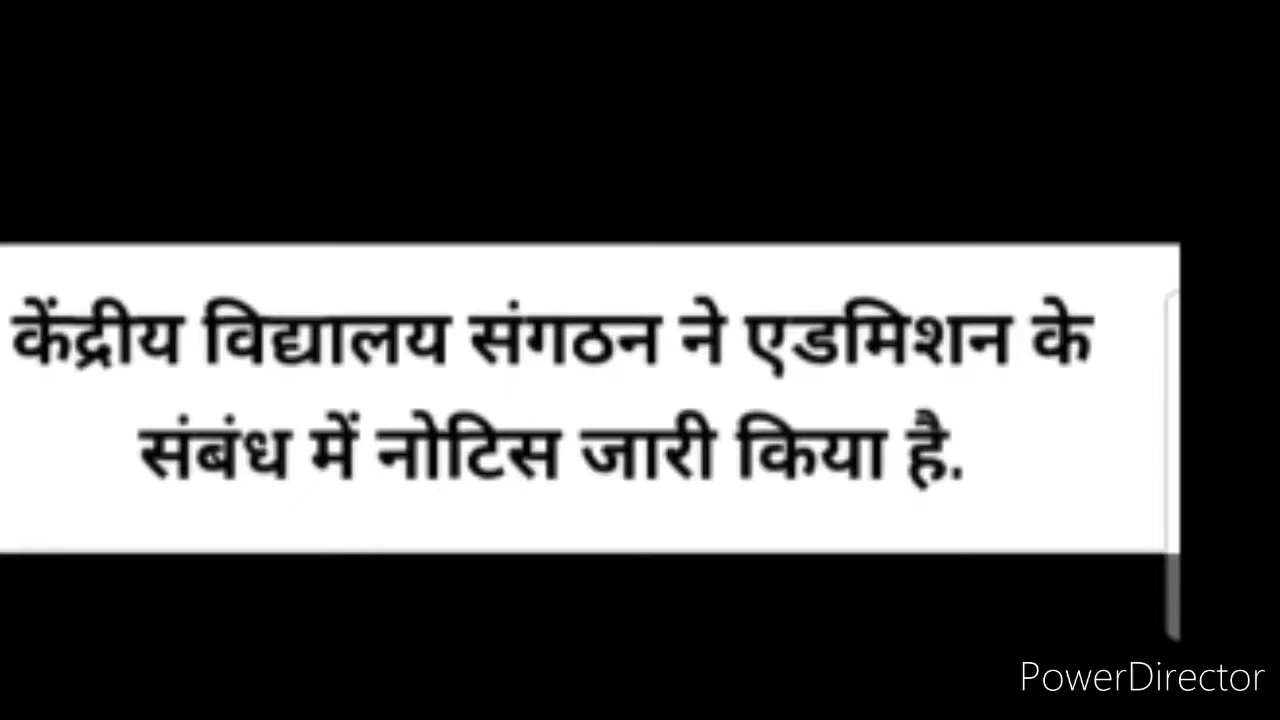 केंद्रीय विद्यालय संगठन ने एडमिशन के
संबंध में नोटिस जारी किया है.
PowerDirector